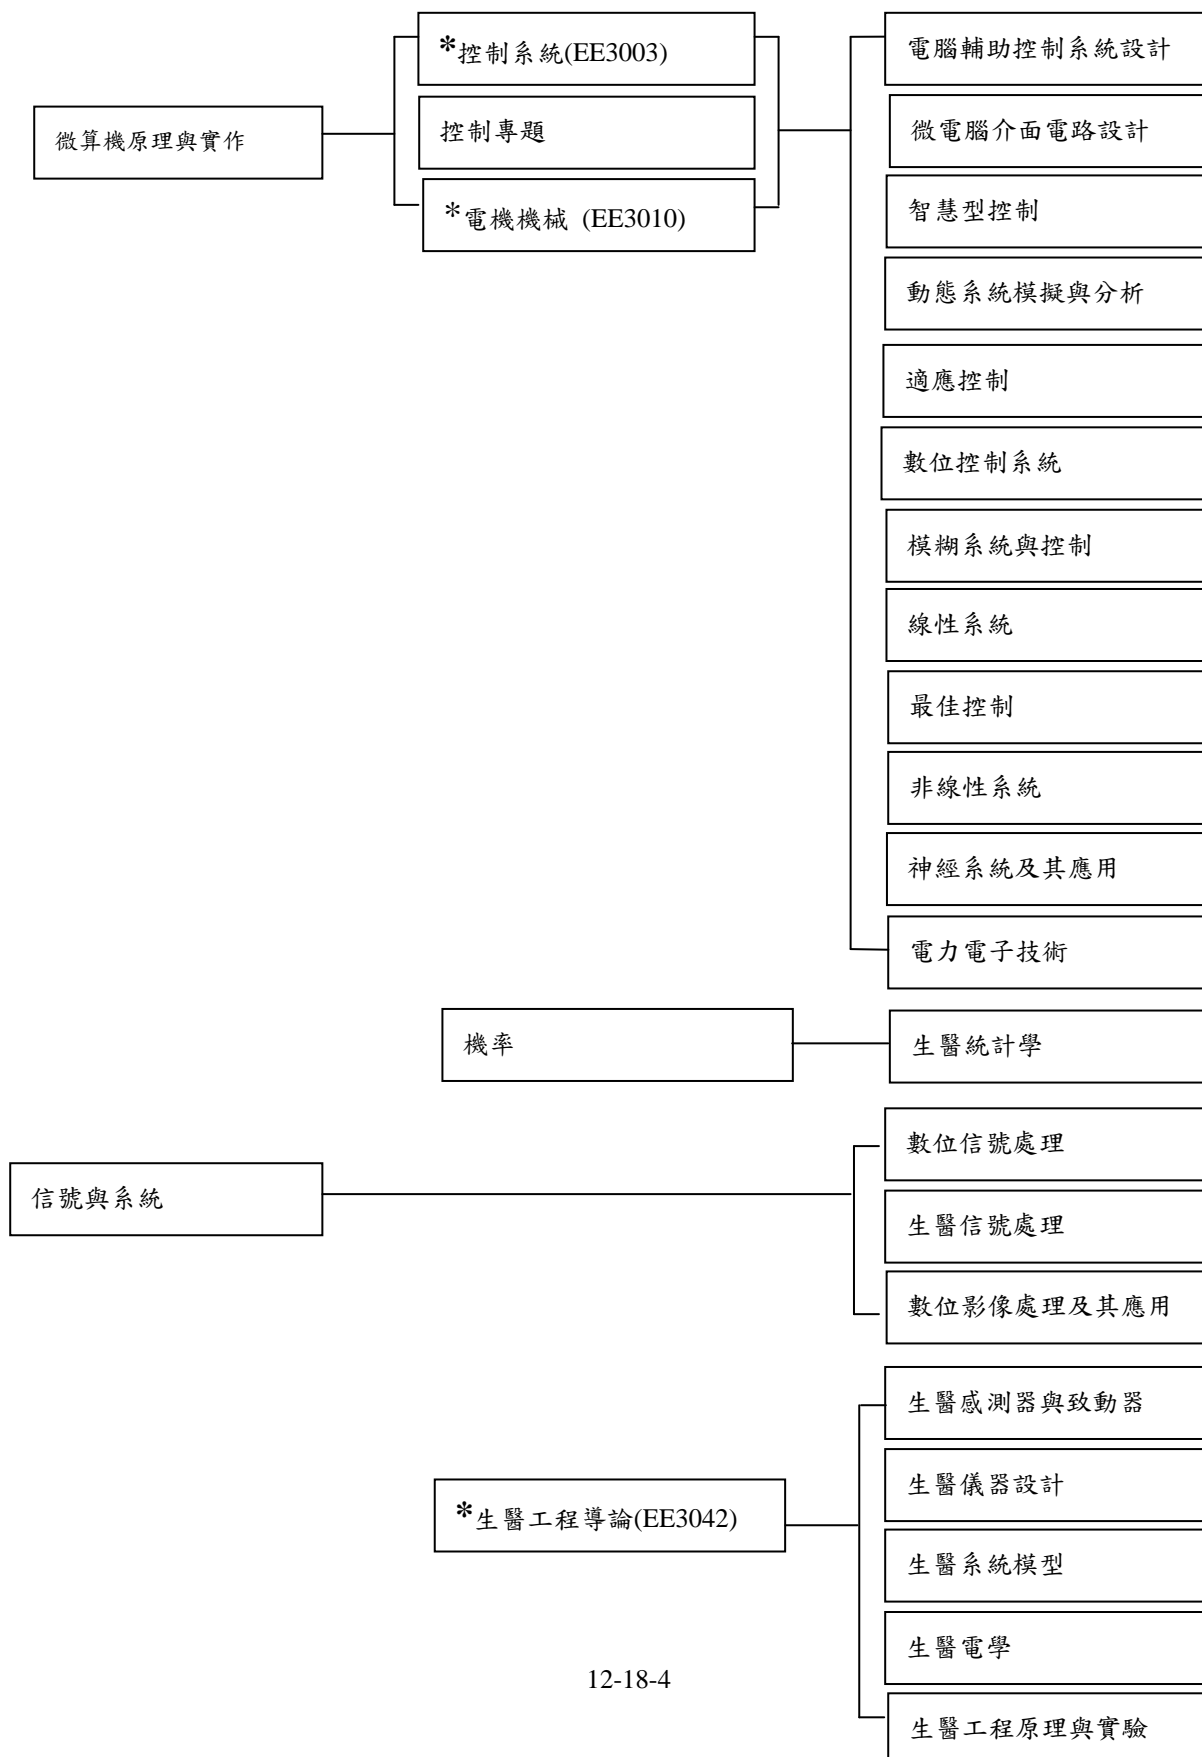 *控制系統(EE3003)
電腦輔助控制系統設計
微算機原理與實作
控制專題
微電腦介面電路設計
*電機機械 (EE3010)
智慧型控制
動態系統模擬與分析
適應控制
數位控制系統
模糊系統與控制
線性系統
最佳控制
非線性系統
神經系統及其應用
電力電子技術
機率
生醫統計學
數位信號處理
信號與系統
生醫信號處理
數位影像處理及其應用
生醫感測器與致動器
生醫儀器設計
*生醫工程導論(EE3042)
生醫系統模型
生醫電學
12-18-4
生醫工程原理與實驗